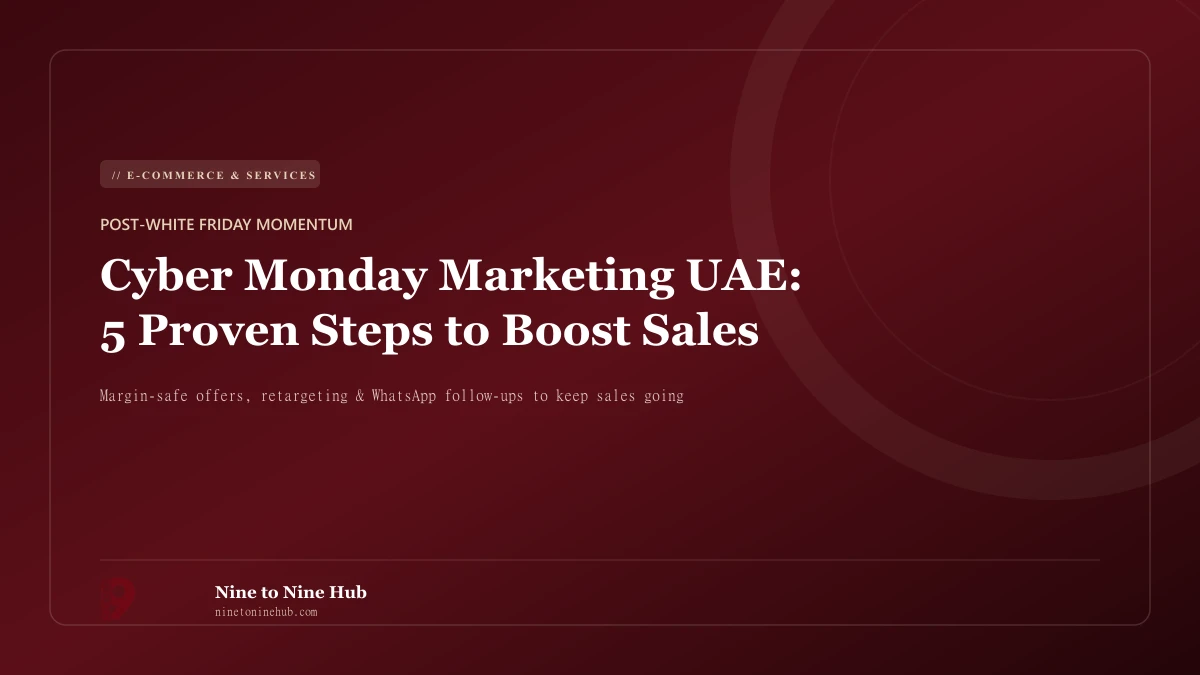 // E-COMMERCE & SERVICES
POST-WHITE FRIDAY MOMENTUM
Cyber Monday Marketing UAE:
5 Proven Steps to Boost Sales
Margin-safe offers, retargeting & WhatsApp follow-ups to keep sales going
9
Nine to Nine Hub
ninetoninehub.com